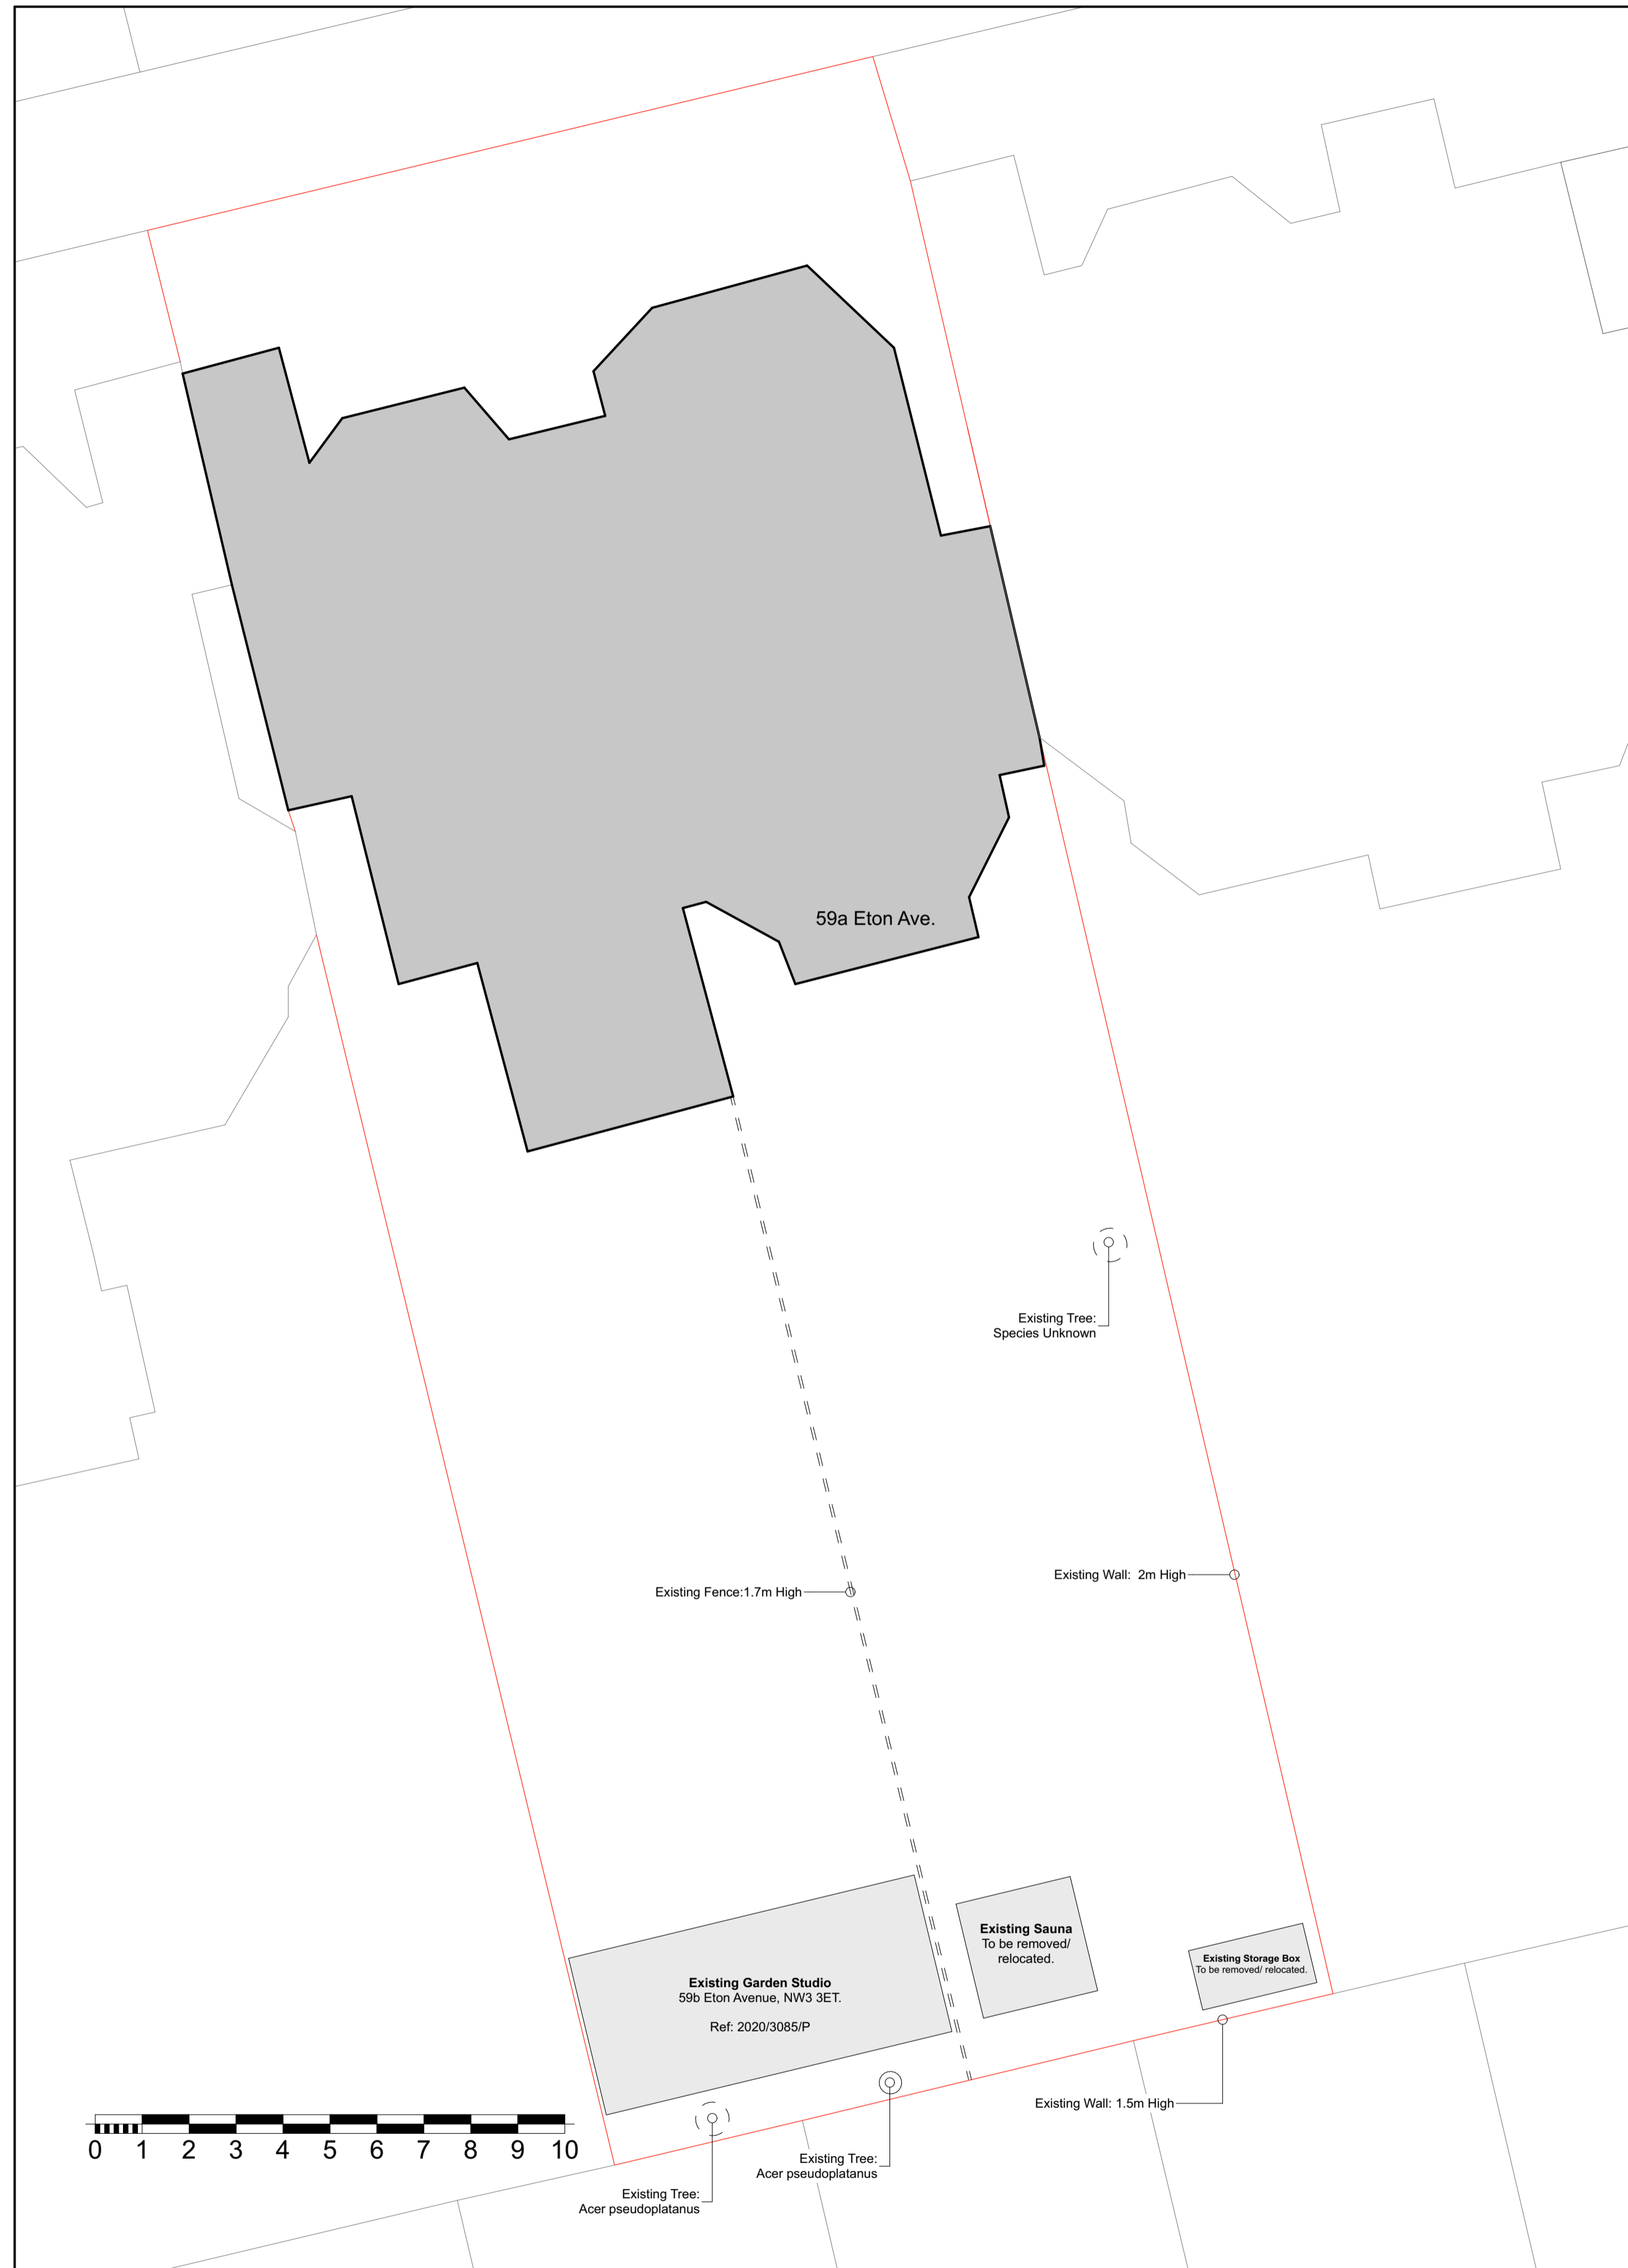 59a Eton Ave.
Existing Tree:
Species Unknown
Existing Fence:1.7m High
Existing Wall:  2m High
Existing Sauna
To be removed/
relocated.
Existing Storage Box
To be removed/ relocated.
Existing Garden Studio
59b Eton Avenue, NW3 3ET.
Ref: 2020/3085/P
Existing Wall: 1.5m High
0 1 2 3 4 5 6 7 8 9 10
Existing Tree:
Acer pseudoplatanus
Existing Tree:
Acer pseudoplatanus